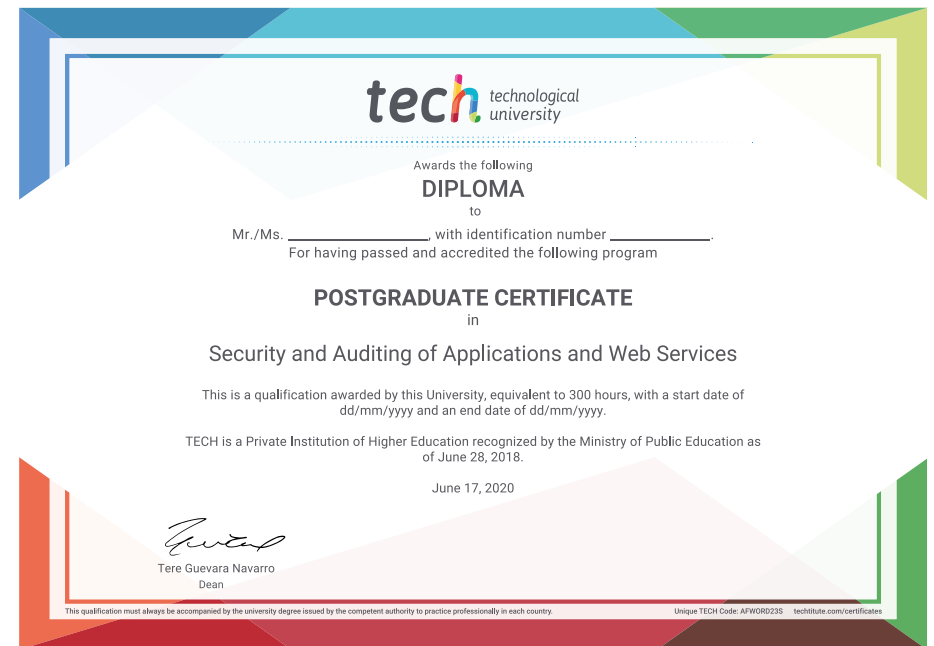 tech technological
university
Awards the following
DIPLOMA
to
Mr./Ms. ____________________, with identification number ______________.
For having passed and accredited the following program
POSTGRADUATE CERTIFICATE
in
Security and Auditing of Applications and Web Services
This is a qualification awarded by this University, equivalent to 300 hours, with a start date of
dd/mm/yyyy and an end date of dd/mm/yyyy.
TECH is a Private Institution of Higher Education recognized by the Ministry of Public Education as
of June 28, 2018.
June 17, 2020
Tere Guevara Navarro
Dean
This qualification must always be accompanied by the university degree issued by the competent authority to practice professionally in each country. Unique TECH Code: AFWORD23S techtitute.com/certificates